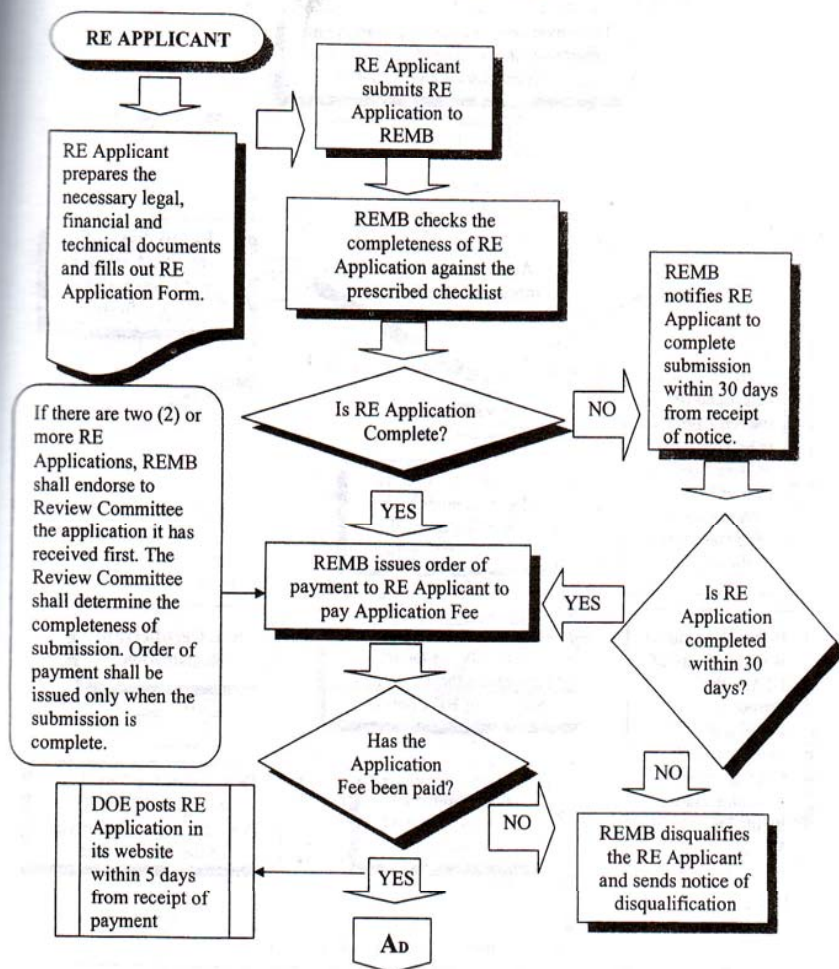 RE APPLICANT
RE Applicant
prepares the
necessary legal,
financial and
technical documents
and fills out RE
Application Form.
RE Applicant
submits RE
Application to
REMB
REMB checks the
completeness of RE
Application against the
prescribed checklist
Is RE Application
Complete?
NO
REMB
notifies RE
Applicant to
complete
submission
within 30 days
from receipt
of notice.
YES
If there are two (2) or
more RE
Applications, REMB
shall endorse to
Review Committee
the application it has
received first. The
Review Committee
shall determine the
completeness of
submission. Order of
payment shall be
issued only when the
submission is
complete.
REMB issues order of
payment to RE Applicant to
pay Application Fee
YES
Is RE
Application
completed
within 30
days?
Has the
Application
Fee been paid?
NO
NO
REMB disqualifies
the RE Applicant
and sends notice of
disqualification
DOE posts RE
Application in
its website
within 5 days
from receipt of
payment
YES
AD